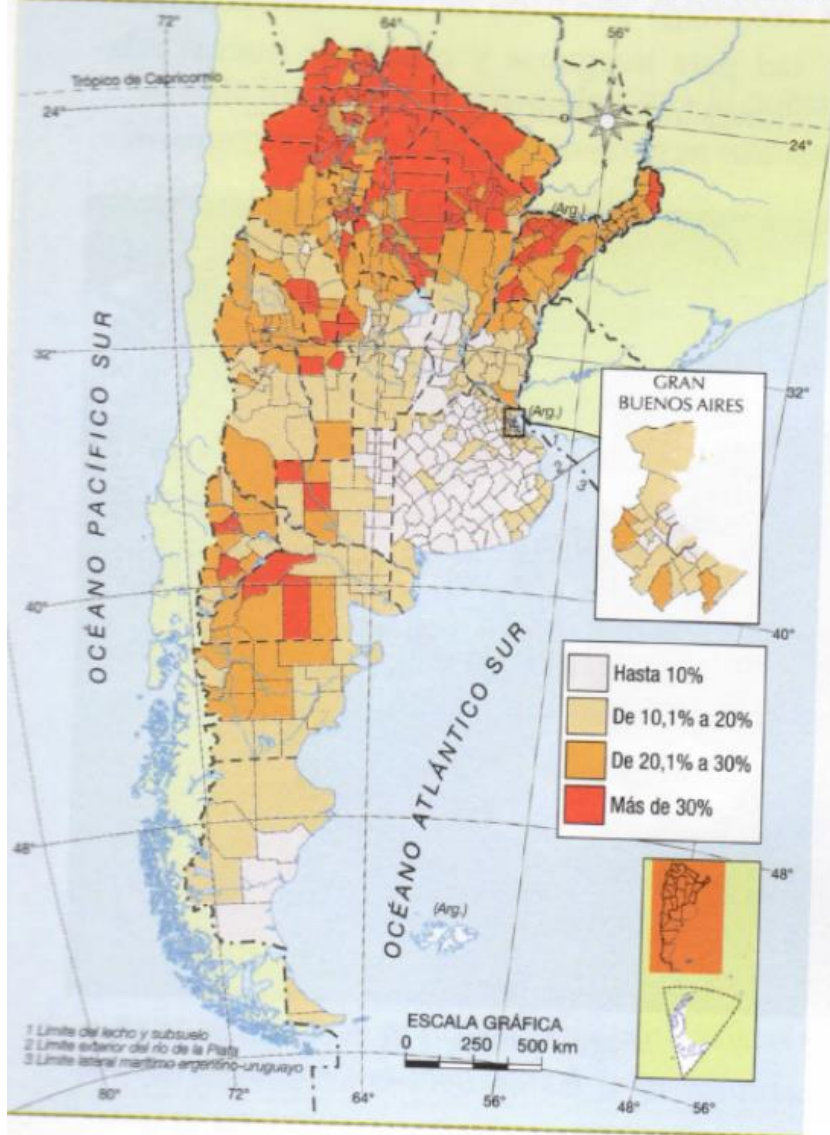 72°
64°
56°
Trópico de Capricornio
24°
N
O
S
24°
(Arg.)
OCÉANO PACÍFICO SUR
32°
32°
GRAN
BUENOS AIRES
(Arg.)
1
2
3
40°
40°
OCÉANO ATLÁNTICO SUR
Hasta 10%
De 10,1% a 20%
De 20,1% a 30%
Más de 30%
48°
48°
(Arg.)
1 Límite del lecho y subsuelo
2 Límite exterior del río de la Plata
3 Límite lateral marítimo argentino-uruguayo
ESCALA GRÁFICA
0 250 500 km
80°
72°
64°
56°
48°
56°